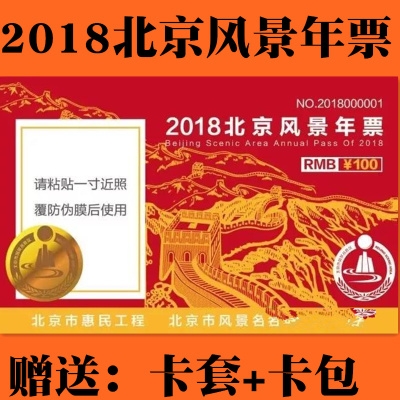 2018北京风景年票
NO.2018000001
2018北京风景年票
Beijing Scenic Area Annual Pass Of 2018
RMB ¥100
请粘贴一寸近照
覆防伪膜后使用
北京市惠民工程 北京市风景名
赠送：卡套+卡包